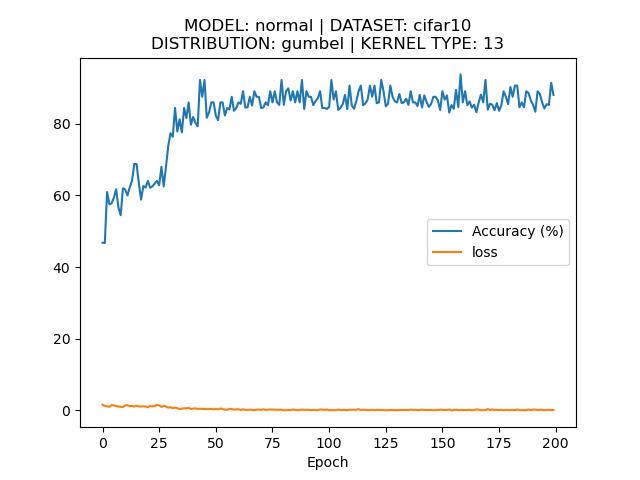 MODEL: normal | DATASET: cifar10
DISTRIBUTION: gumbel | KERNEL TYPE: 13
80
60
40
20
0
Accuracy (%)
loss
0 25 50 75 100 125 150 175 200
Epoch